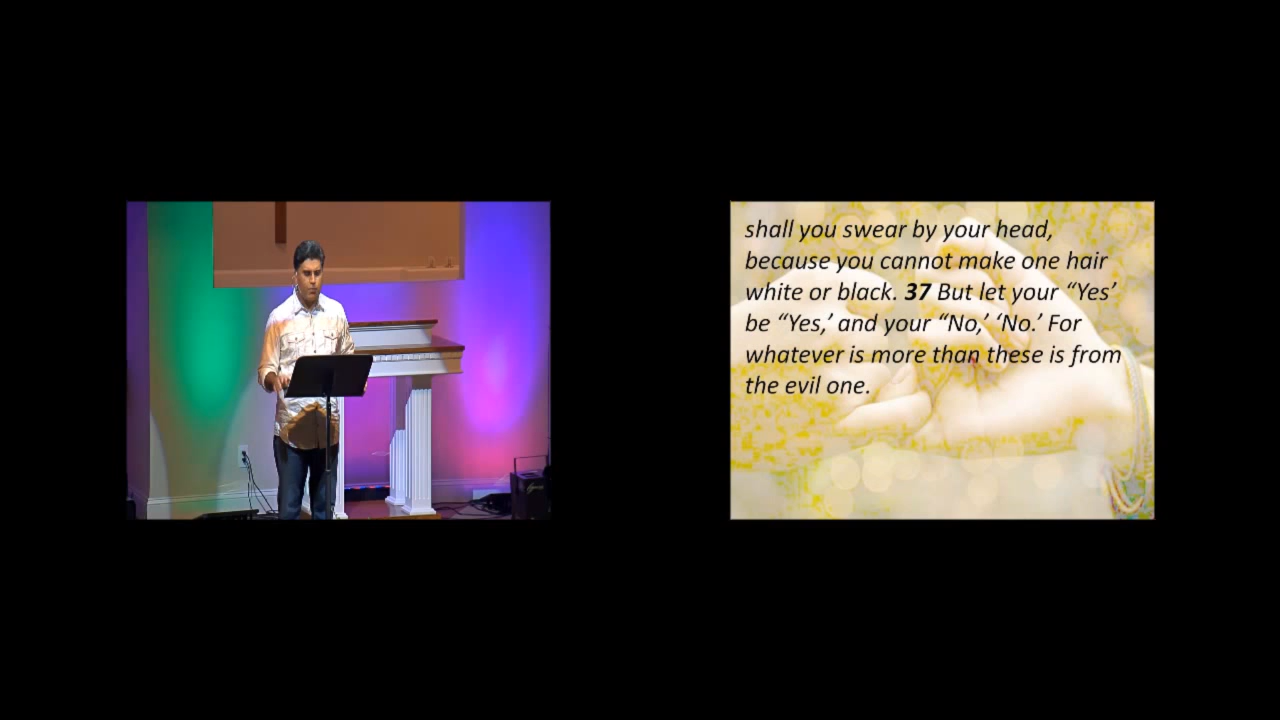 shall you swear by your head,
because you cannot make one hair
white or black. 37 But let your “Yes’
be “Yes,’ and your “No,’ ‘No.’ For
whatever is more than these is from
the evil one.